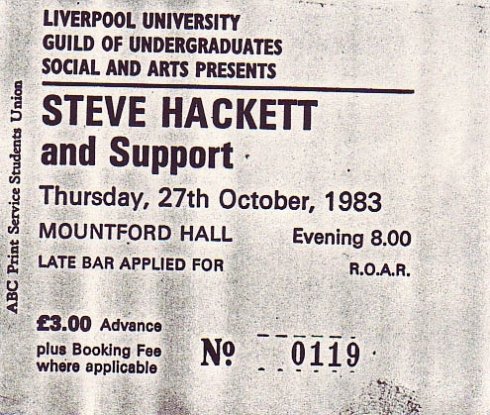 LIVERPOOL UNIVERSITY
GUILD OF UNDERGRADUATES
SOCIAL AND ARTS PRESENTS
STEVE HACKETT
and Support
Thursday, 27th October, 1983
MOUNTFORD HALL Evening 8.00
LATE BAR APPLIED FOR R.O.A.R.
£3.00 Advance
plus Booking Fee
where applicable
Nº 0119
ABC Print Service Students Union